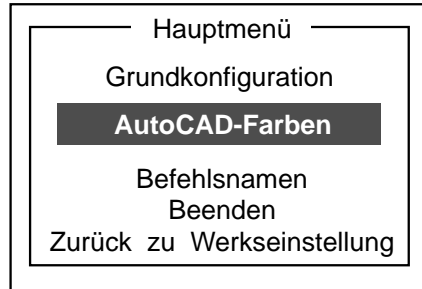 Hauptmenü
Grundkonfiguration
AutoCAD-Farben
Befehlsnamen
Beenden
Zurück zu Werkseinstellung